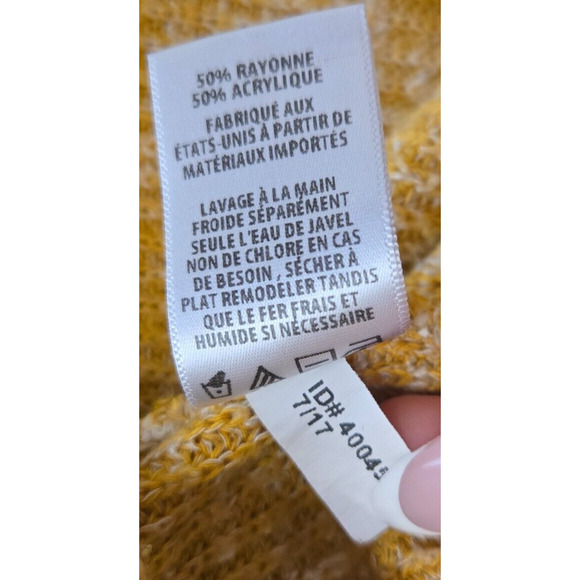 50% RAYONNE
50% ACRYLIQUE
FABRIQUÉ AUX
ÉTATS-UNIS À PARTIR DE
MATÉRIAUX IMPORTÉS
LAVAGE À LA MAIN
FROIDE SÉPARÉMENT
SEULE L'EAU DE JAVEL
NON DE CHLORE EN CAS
DE BESOIN, SÉCHER À
PLAT REMODELER TANDIS
QUE LE FER FRAIS ET
HUMIDE SI NÉCESSAIRE
ID#
7/17